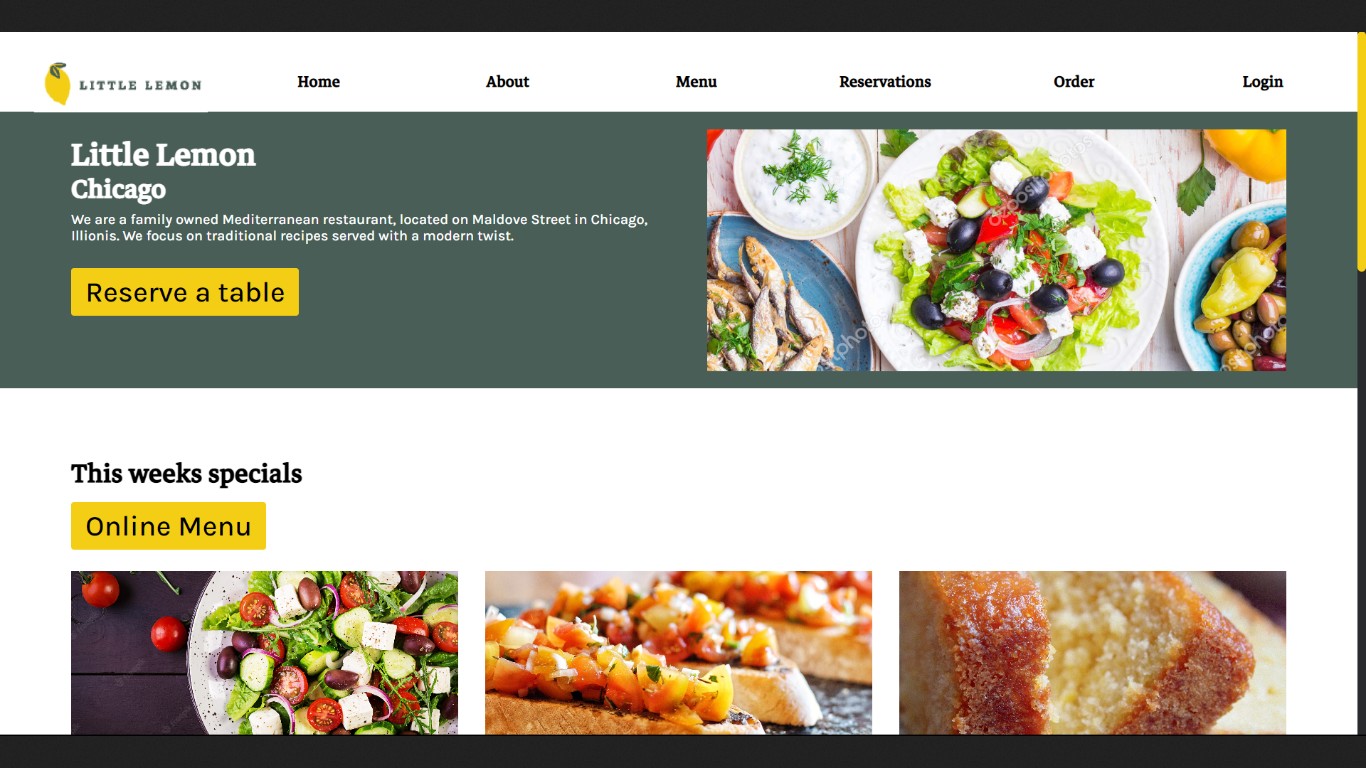 LITTLE LEMON
Home About Menu Reservations Order Login
Little Lemon
Chicago
We are a family owned Mediterranean restaurant, located on Maldove Street in Chicago,
Illionis. We focus on traditional recipes served with a modern twist.
Reserve a table
This weeks specials
Online Menu